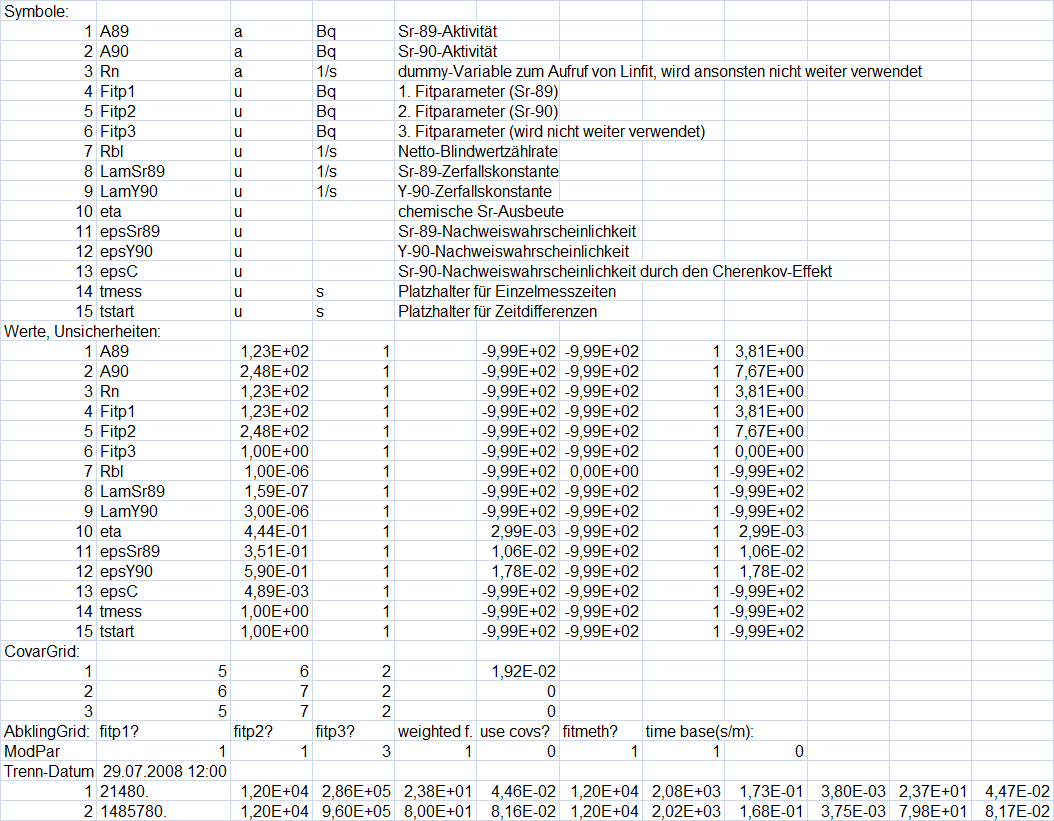 Symbole:
1 A89 a Bq Sr-89-Aktivität
2 A90 a Bq Sr-90-Aktivität
3 Rn a 1/s dummy-Variable zum Aufruf von Linfit, wird ansonsten nicht weiter verwendet
4 Fitp1 u Bq 1. Fitparameter (Sr-89)
5 Fitp2 u Bq 2. Fitparameter (Sr-90)
6 Fitp3 u Bq 3. Fitparameter (wird nicht weiter verwendet)
7 Rbl u 1/s Netto-Blindwertzählrate
8 LamSr89 u 1/s Sr-89-Zerfallskonstante
9 LamY90 u 1/s Y-90-Zerfallskonstante
10 eta u chemische Sr-Ausbeute
11 epsSr89 u Sr-89-Nachweiswahrscheinlichkeit
12 epsY90 u Y-90-Nachweiswahrscheinlichkeit
13 epsC u Sr-90-Nachweiswahrscheinlichkeit durch den Cherenkov-Effekt
14 tmess u s Platzhalter für Einzelmesszeiten
15 tstart u s Platzhalter für Zeitdifferenzen
Werte, Unsicherheiten:
1 A89 1,23E+02 1 -9,99E+02 -9,99E+02 1 3,81E+00
2 A90 2,48E+02 1 -9,99E+02 -9,99E+02 1 7,67E+00
3 Rn 1,23E+02 1 -9,99E+02 -9,99E+02 1 3,81E+00
4 Fitp1 1,23E+02 1 -9,99E+02 -9,99E+02 1 3,81E+00
5 Fitp2 2,48E+02 1 -9,99E+02 -9,99E+02 1 7,67E+00
6 Fitp3 1,00E+00 1 -9,99E+02 -9,99E+02 1 0,00E+00
7 Rbl 1,00E-06 1 -9,99E+02 0,00E+00 1 -9,99E+02
8 LamSr89 1,59E-07 1 -9,99E+02 -9,99E+02 1 -9,99E+02
9 LamY90 3,00E-06 1 -9,99E+02 -9,99E+02 1 -9,99E+02
10 eta 4,44E-01 1 2,99E-03 -9,99E+02 1 2,99E-03
11 epsSr89 3,51E-01 1 1,06E-02 -9,99E+02 1 1,06E-02
12 epsY90 5,90E-01 1 1,78E-02 -9,99E+02 1 1,78E-02
13 epsC 4,89E-03 1 -9,99E+02 -9,99E+02 1 -9,99E+02
14 tmess 1,00E+00 1 -9,99E+02 -9,99E+02 1 -9,99E+02
15 tstart 1,00E+00 1 -9,99E+02 -9,99E+02 1 -9,99E+02
CovarGrid:
1 5 6 2 1,92E-02
2 6 7 2 0
3 5 7 2 0
AbklingGrid: fitp1? fitp2? fitp3? weighted f. use covs? fitmeth? time base(s/m):
ModPar 1 1 3 1 0 1 1 0
Trenn-Datum 29.07.2008 12:00
1 21480. 1,20E+04 2,86E+05 2,38E+01 4,46E-02 1,20E+04 2,08E+03 1,73E-01 3,80E-03 2,37E+01 4,47E-02
2 1485780. 1,20E+04 9,60E+05 8,00E+01 8,16E-02 1,20E+04 2,02E+03 1,68E-01 3,75E-03 7,98E+01 8,17E-02